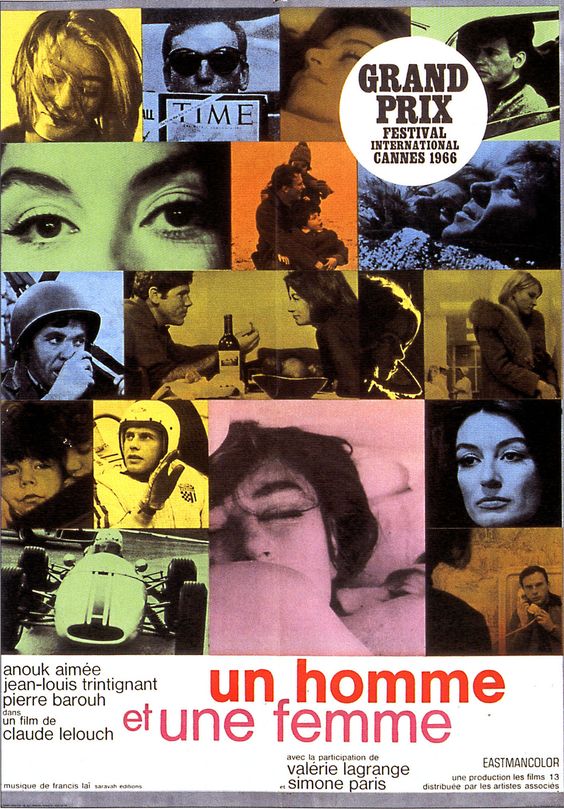 TIME
GRAND
PRIX
FESTIVAL
INTERNATIONAL
CANNES 1966
anouk aimée
jean-louis trintignant
pierre barouh
dans
un film de
claude lelouch
un homme
et une femme
avec la participation de
valérie lagrange
et simone paris
musique de francis laï saravah editions
EASTMANCOLOR
une production les films 13
distribuée par les artistes associés